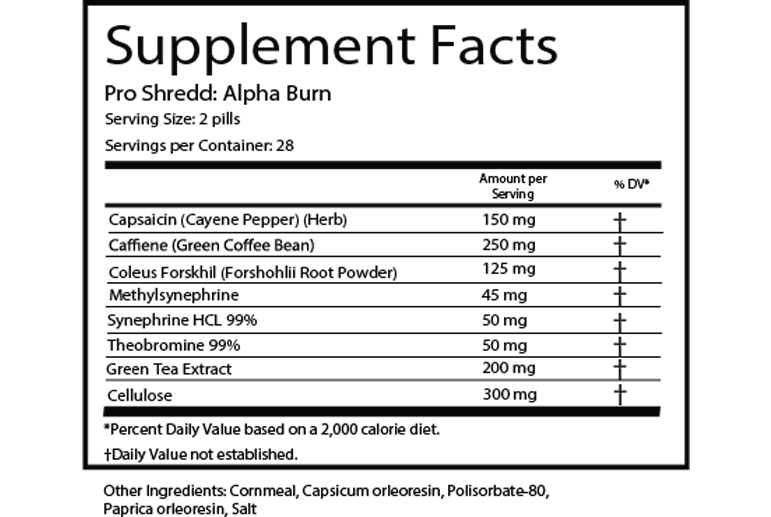 Supplement Facts
Pro Shredd: Alpha Burn
Serving Size: 2 pills
Servings per Container: 28
Amount per
Serving
% DV*
Capsaicin (Cayene Pepper) (Herb) 150 mg †
Caffiene (Green Coffee Bean) 250 mg †
Coleus Forskhil (Forshohlii Root Powder) 125 mg †
Methylsynephrine 45 mg †
Synephrine HCL 99% 50 mg †
Theobromine 99% 50 mg †
Green Tea Extract 200 mg †
Cellulose 300 mg †
*Percent Daily Value based on a 2,000 calorie diet.
†Daily Value not established.
Other Ingredients: Cornmeal, Capsicum orleoresin, Polisorbate-80,
Paprica orleoresin, Salt